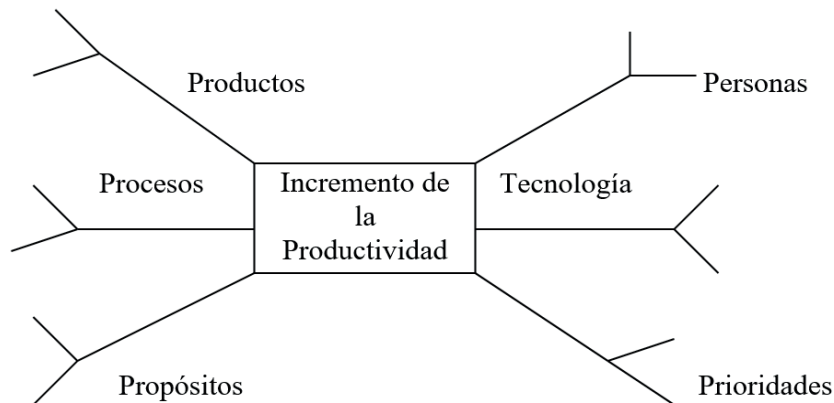 Productos
Personas
Procesos
Incremento de
la
Productividad
Tecnología
Propósitos
Prioridades